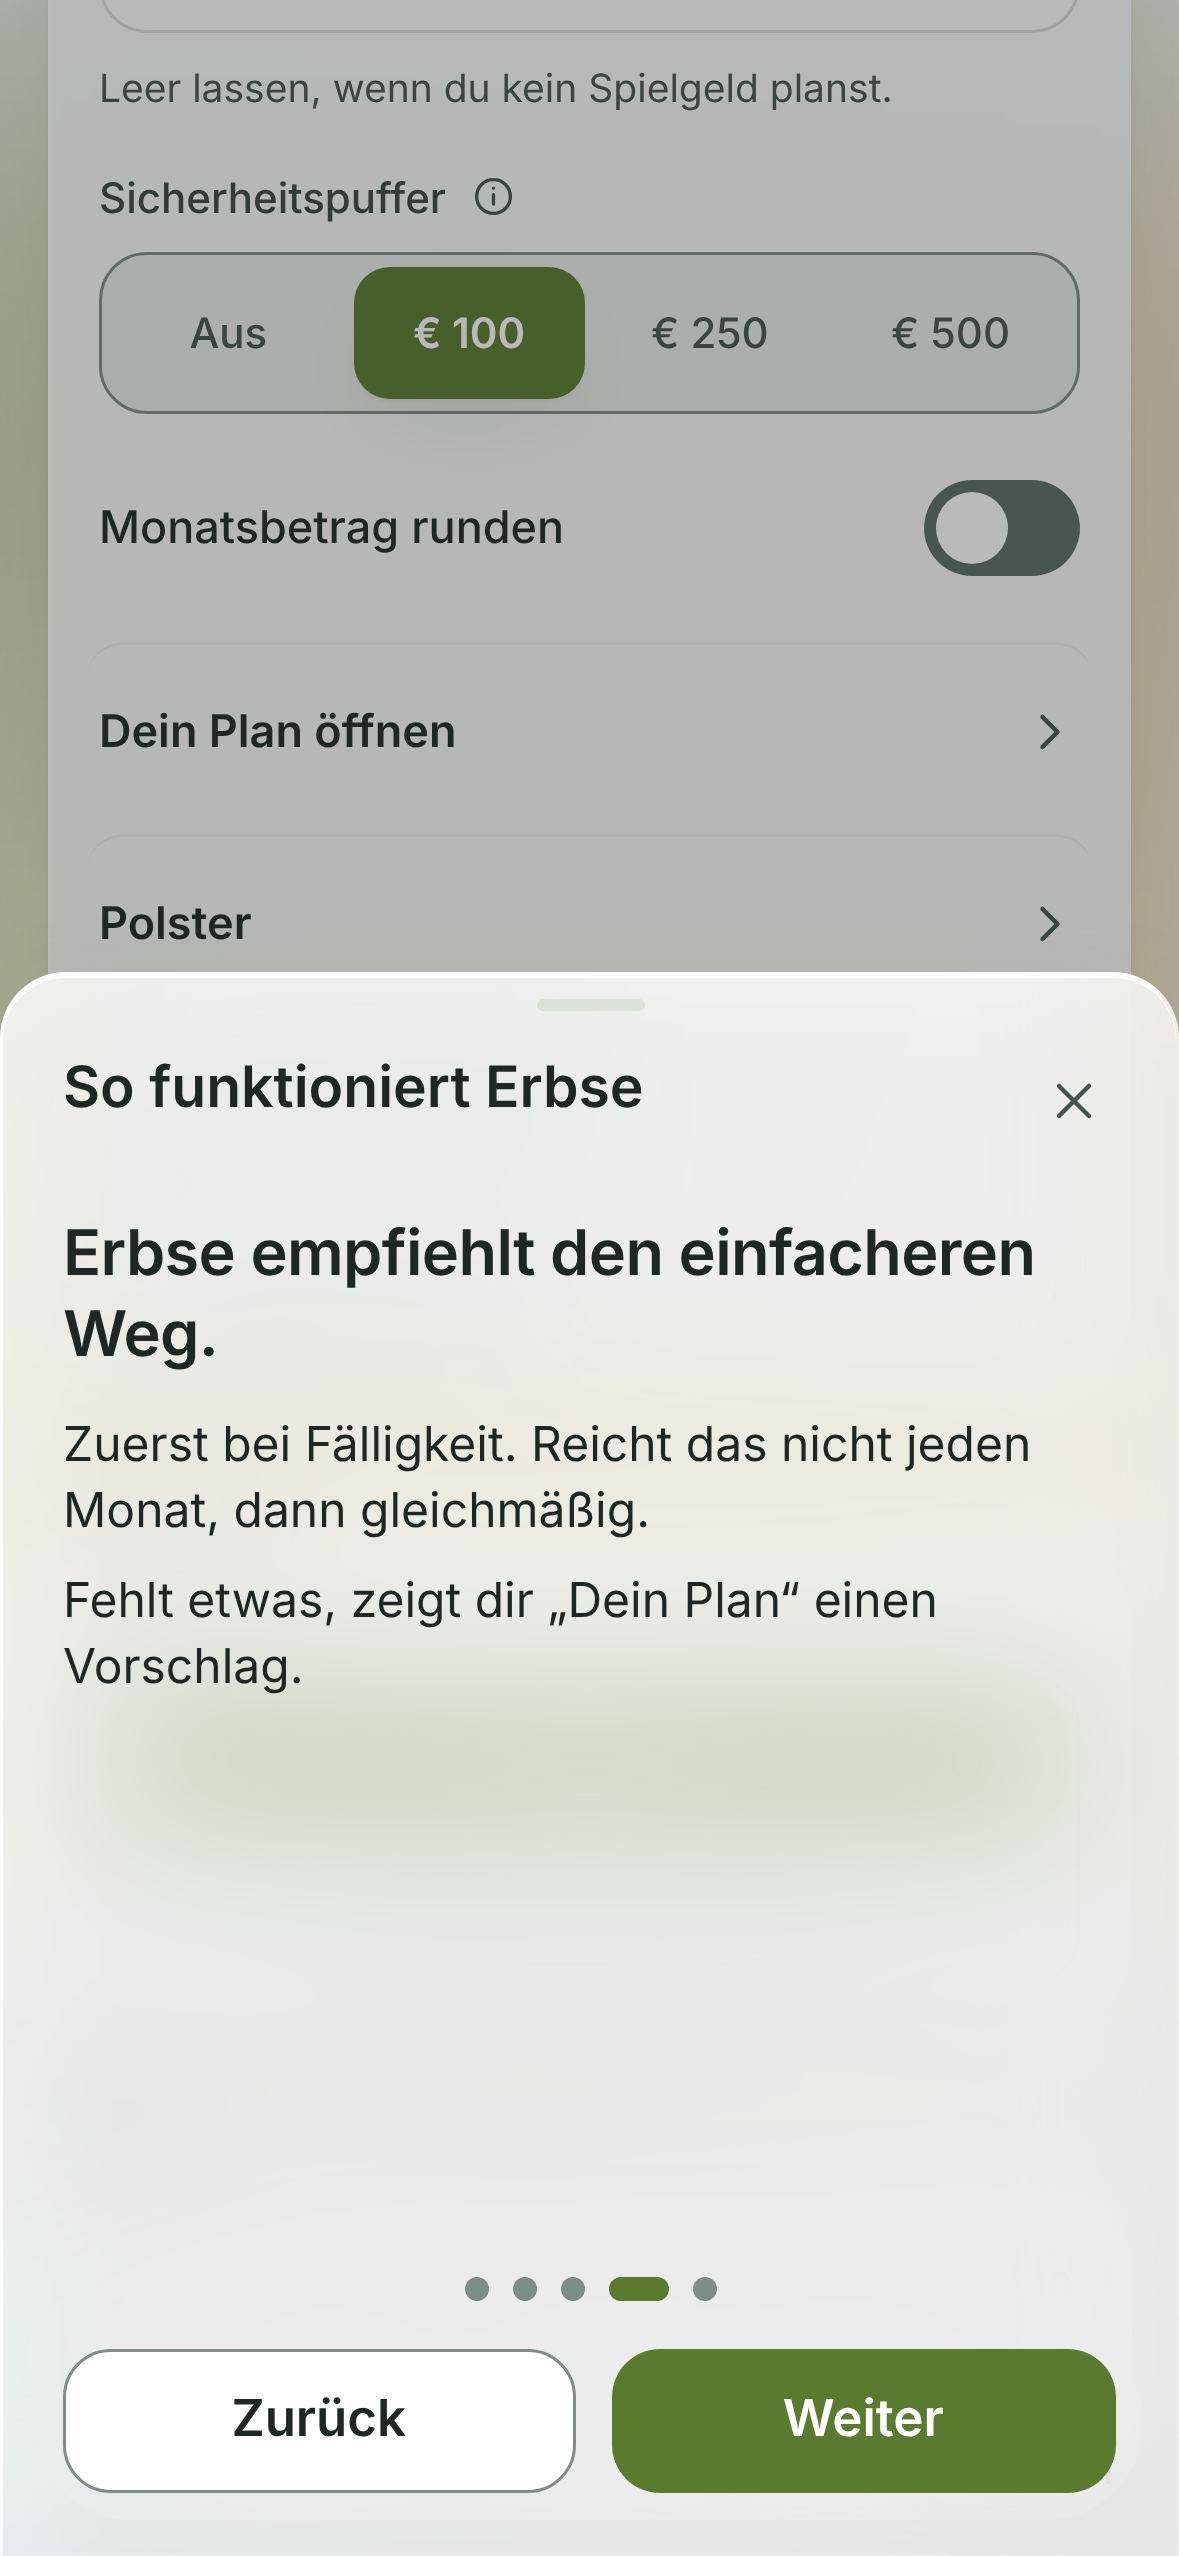 Leer lassen, wenn du kein Spielgeld planst.
Sicherheitspuffer
Aus
€ 100
€ 250
€ 500
Monatsbetrag runden
Dein Plan öffnen
Polster
So funktioniert Erbse
Erbse empfiehlt den einfacheren
Weg.
Zuerst bei Fälligkeit. Reicht das nicht jeden
Monat, dann gleichmäßig.
Fehlt etwas, zeigt dir „Dein Plan“ einen
Vorschlag.
Zurück
Weiter